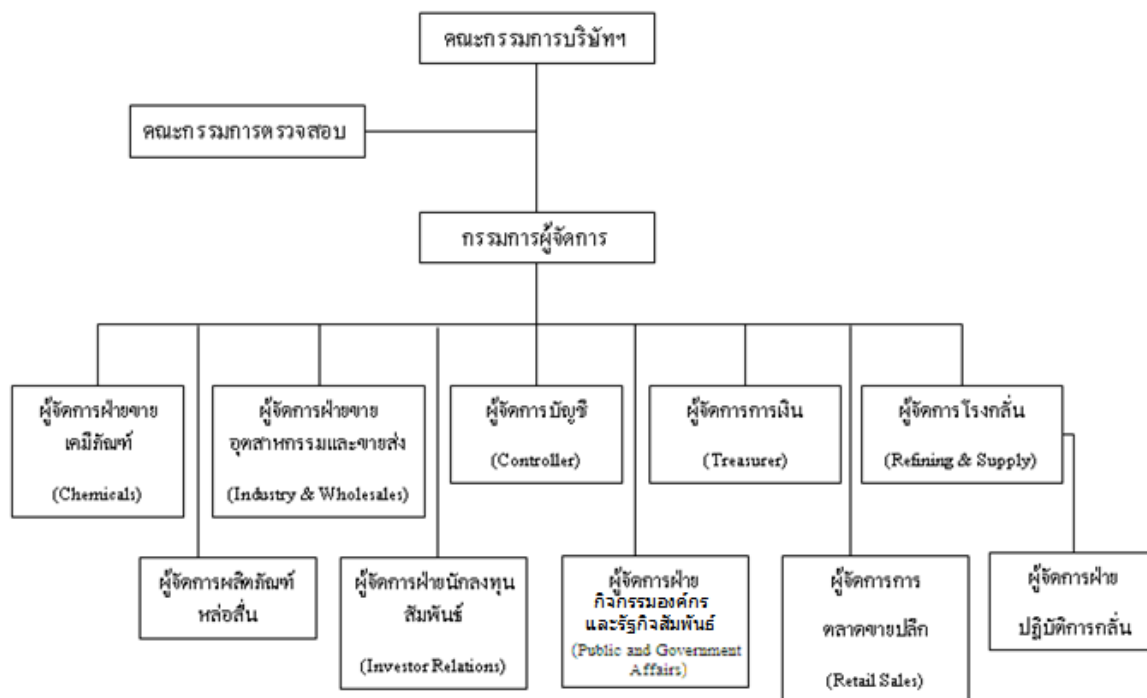 คณะกรรมการบริษัทฯ
คณะกรรมการตรวจสอบ
กรรมการผู้จัดการ
ผู้จัดการฝ่ายขาย
เคมีภัณฑ์
(Chemicals)
ผู้จัดการฝ่ายขาย
อุตสาหกรรมและขายส่ง
(Industry & Wholesales)
ผู้จัดการบัญชี
(Controller)
ผู้จัดการการเงิน
(Treasurer)
ผู้จัดการโรงกลั่น
(Refining & Supply)
ผู้จัดการผลิตภัณฑ์
หล่อลื่น
ผู้จัดการฝ่ายนักลงทุน
สัมพันธ์
(Investor Relations)
ผู้จัดการฝ่าย
กิจกรรมองค์กร
และรัฐกิจสัมพันธ์
(Public and Government
Affairs)
ผู้จัดการการ
ตลาดขายปลีก
(Retail Sales)
ผู้จัดการฝ่าย
ปฏิบัติการกลั่น